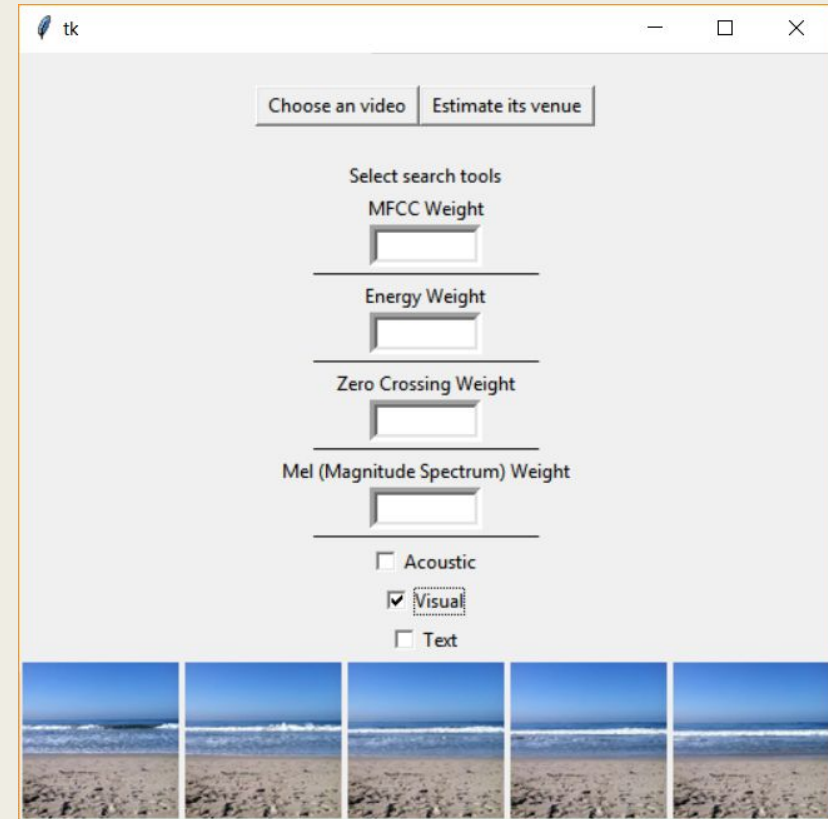 tk
Choose an video Estimate its venue
Select search tools
MFCC Weight
Energy Weight
Zero Crossing Weight
Mel (Magnitude Spectrum) Weight
Acoustic
Visual
Text